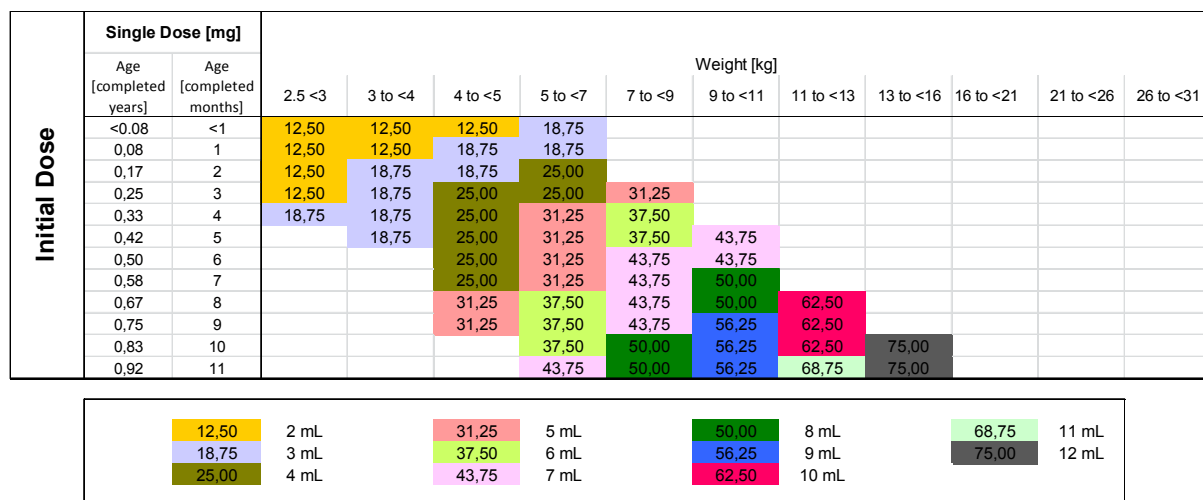 Initial Dose
Single Dose [mg]
Age [completed years] Age [completed months] Weight [kg]
2.5 <3 3 to <4 4 to <5 5 to <7 7 to <9 9 to <11 11 to <13 13 to <16 16 to <21 21 to <26 26 to <31
<0.08 <1 12,50 12,50 12,50 18,75
0,08 1 12,50 12,50 18,75 18,75
0,17 2 12,50 18,75 18,75 25,00
0,25 3 12,50 18,75 25,00 25,00 31,25
0,33 4 18,75 18,75 25,00 31,25 37,50
0,42 5 18,75 25,00 31,25 37,50 43,75
0,50 6 25,00 31,25 43,75 43,75
0,58 7 25,00 31,25 43,75 50,00
0,67 8 31,25 37,50 43,75 50,00 62,50
0,75 9 31,25 37,50 43,75 56,25 62,50
0,83 10 37,50 50,00 56,25 62,50 75,00
0,92 11 43,75 50,00 56,25 68,75 75,00
12,50 2 mL 31,25 5 mL 50,00 8 mL 68,75 11 mL
18,75 3 mL 37,50 6 mL 56,25 9 mL 75,00 12 mL
25,00 4 mL 43,75 7 mL 62,50 10 mL